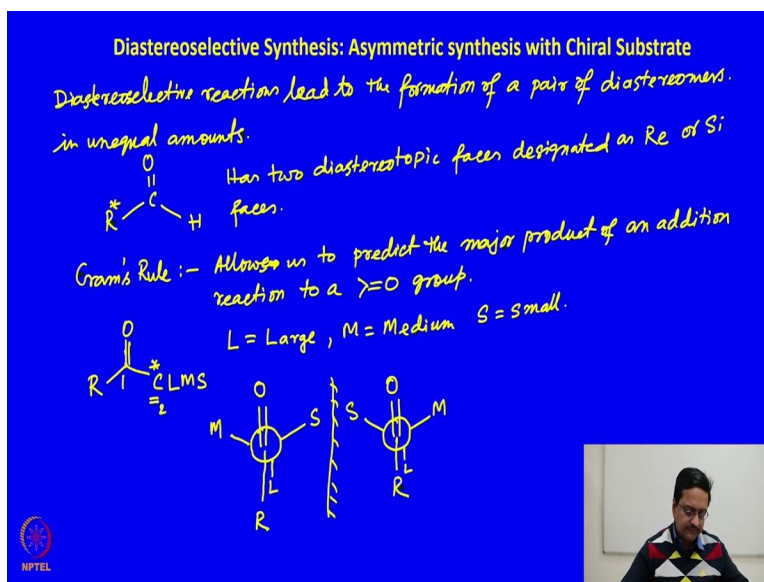 Diastereoselective Synthesis: Asymmetric synthesis with Chiral Substrate
Diastereoselective reactions lead to the formation of a pair of diastereomers.
in unequal amounts.
O
R* C H
Has two diastereotopic faces designated as Re or Si
faces.
Cram's Rule :- Allows us to predict the major product of an addition
reaction to a >=O group.
L = Large, M = Medium S = Small.
O
R 1 *CLMS
2
O O
M S S M
L L
R R
NPTEL